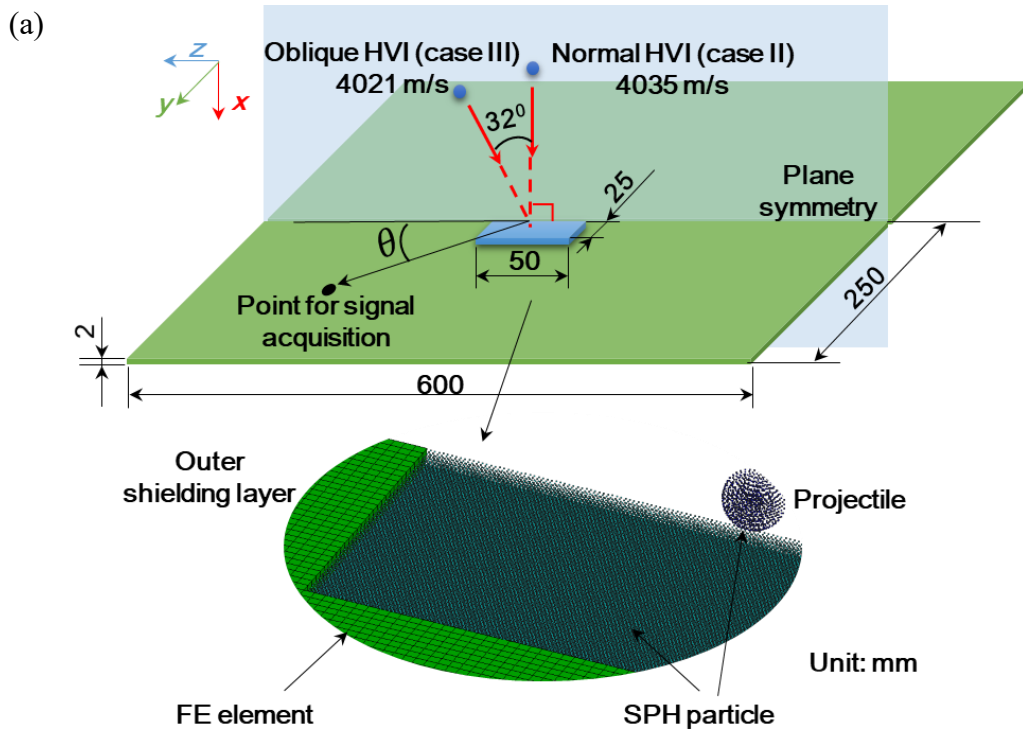 (a)
Oblique HVI (case III)
4021 m/s
Normal HVI (case II)
4035 m/s
z
y
x
32⁰
25
Plane
symmetry
θ
50
250
Point for signal
acquisition
2
600
Outer
shielding layer
Projectile
Unit: mm
FE element
SPH particle